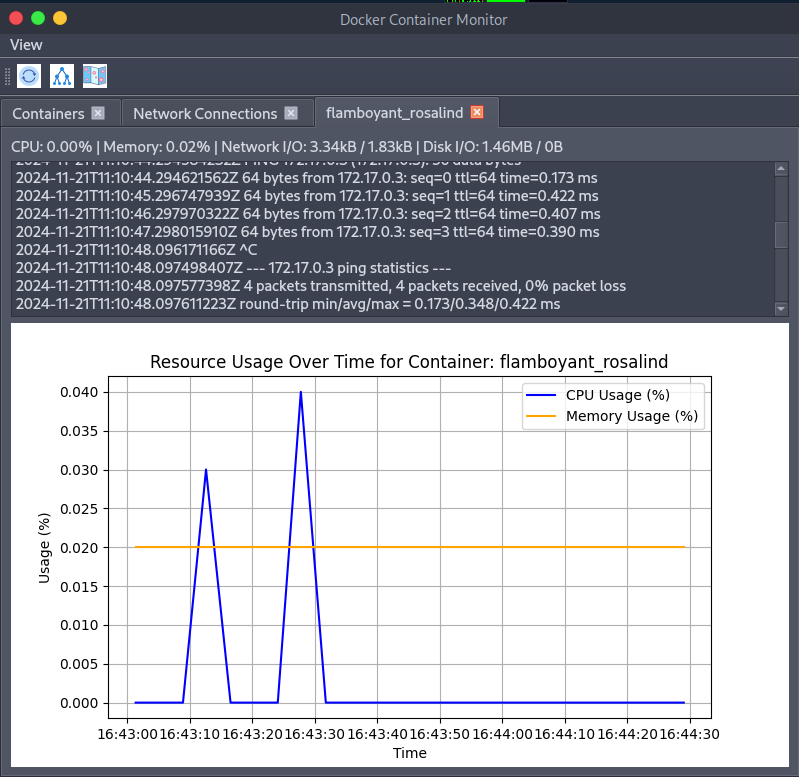 Docker Container Monitor
View
Containers
Network Connections
flamboyant_rosalind
CPU: 0.00% | Memory: 0.02% | Network I/O: 3.34kB / 1.83kB | Disk I/O: 1.46MB / 0B
2024-11-21T11:10:44.294621562Z 64 bytes from 172.17.0.3: seq=0 ttl=64 time=0.173 ms
2024-11-21T11:10:45.296747939Z 64 bytes from 172.17.0.3: seq=1 ttl=64 time=0.422 ms
2024-11-21T11:10:46.297970322Z 64 bytes from 172.17.0.3: seq=2 ttl=64 time=0.407 ms
2024-11-21T11:10:47.298015910Z 64 bytes from 172.17.0.3: seq=3 ttl=64 time=0.390 ms
2024-11-21T11:10:48.096171166Z ^C
2024-11-21T11:10:48.097498407Z --- 172.17.0.3 ping statistics ---
2024-11-21T11:10:48.097577398Z 4 packets transmitted, 4 packets received, 0% packet loss
2024-11-21T11:10:48.097611223Z round-trip min/avg/max = 0.173/0.348/0.422 ms
Resource Usage Over Time for Container: flamboyant_rosalind
CPU Usage (%)
Memory Usage (%)
Usage (%)
0.040
0.035
0.030
0.025
0.020
0.015
0.010
0.005
0.000
16:43:00 16:43:10 16:43:20 16:43:30 16:43:40 16:43:50 16:44:00 16:44:10 16:44:20 16:44:30
Time